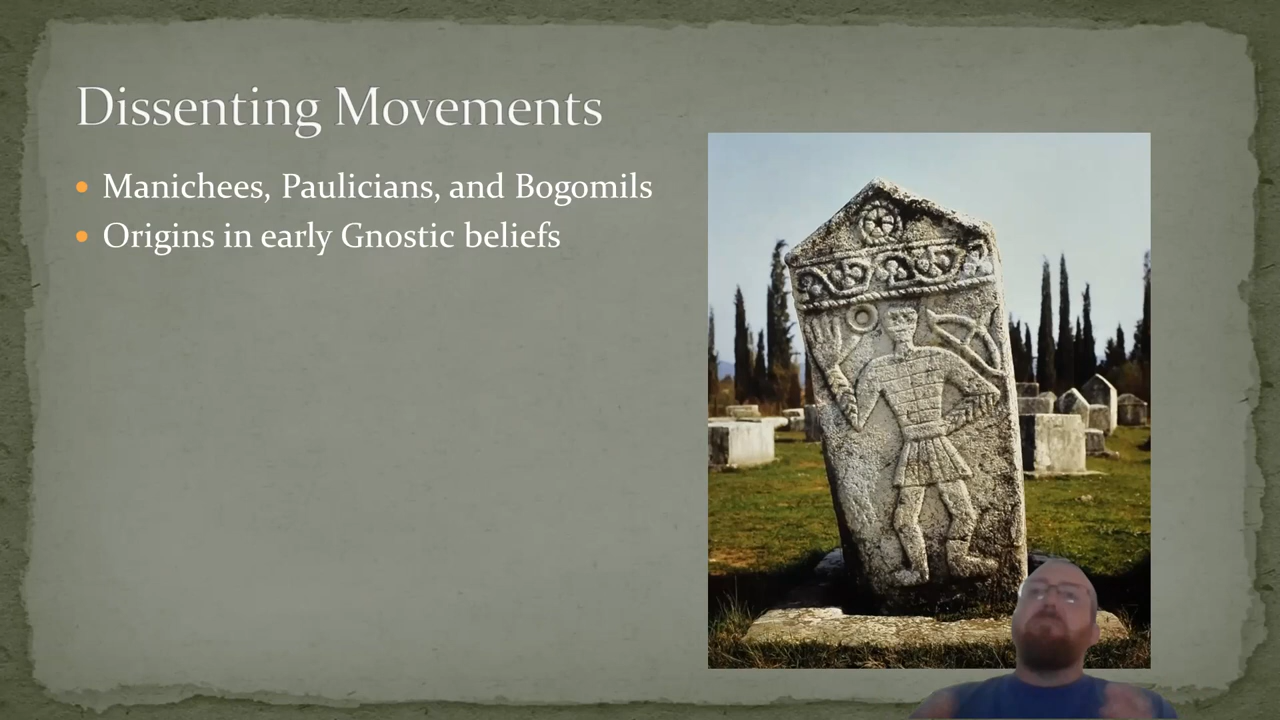 Dissenting Movements
Manichees, Paulicians, and Bogomils
Origins in early Gnostic beliefs